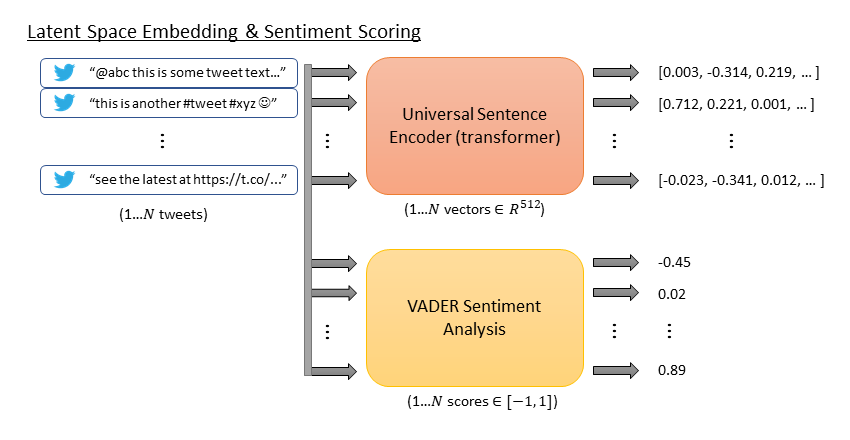 Latent Space Embedding & Sentiment Scoring
“@abc this is some tweet text…”
“this is another #tweet #xyz ☺”
⋮
“see the latest at https://t.co/…”
(1…N tweets)
⋮
Universal Sentence
Encoder (transformer)
(1…N vectors ∈ R⁵¹²)
⋮
[0.003, -0.314, 0.219, … ]
[0.712, 0.221, 0.001, … ]
⋮
[-0.023, -0.341, 0.012, … ]
⋮
VADER Sentiment
Analysis
(1…N scores ∈ [−1, 1])
⋮
-0.45
0.02
⋮
0.89